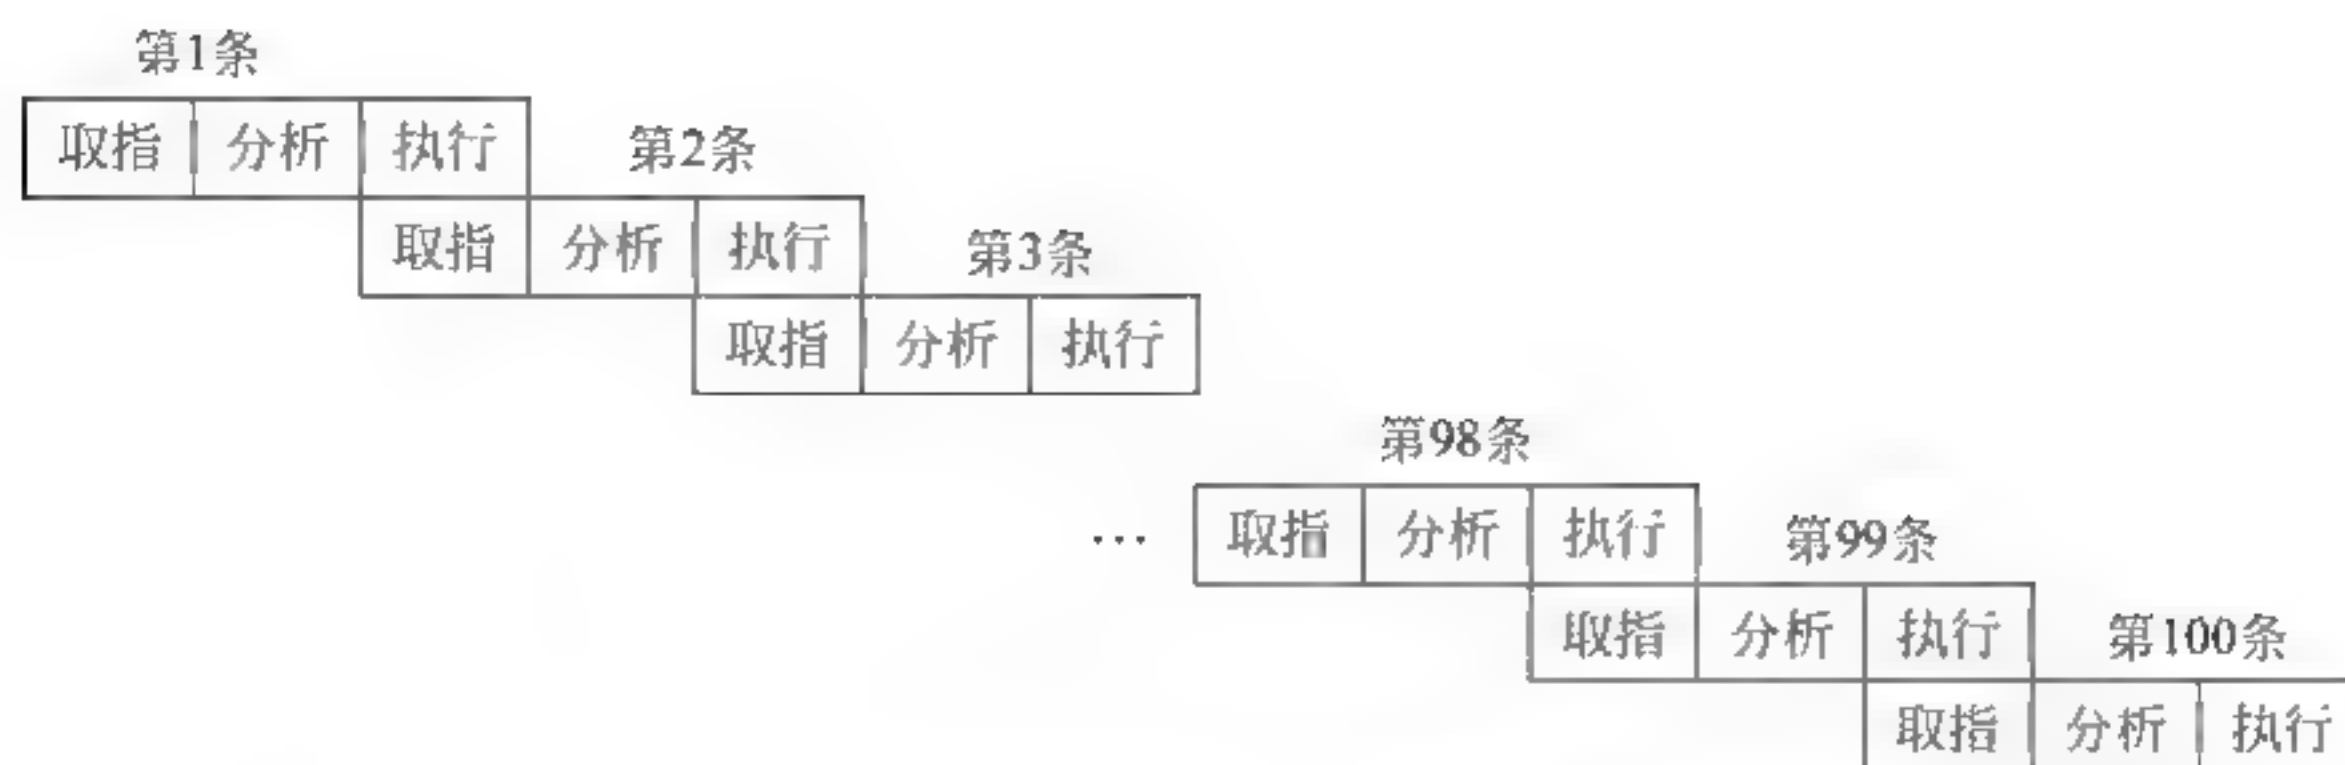 第1条
取指 分析 执行 第2条
取指 分析 执行 第3条
取指 分析 执行
第98条
… 取指 分析 执行 第99条
取指 分析 执行 第100条
取指 分析 执行